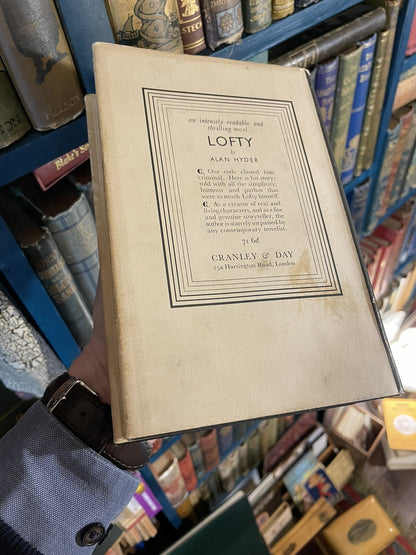 an intensely readable and
thrilling novel
LOFTY
by
ALAN HYDER
¶ Our code classed him
criminal. Here is his story;
told with all the simplicity,
humour and pathos that
were so much Lofty himself.
¶ As a creator of real and
living characters, and as a fine
and genuine storyteller, the
author is scarcely surpassed by
any contemporary novelist.
7s 6d
CRANLEY & DAY
15a Harrington Road, London